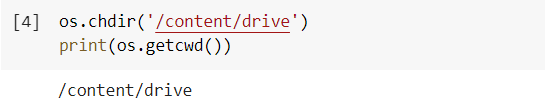 [4] os.chdir('/content/drive')
print(os.getcwd())
/content/drive